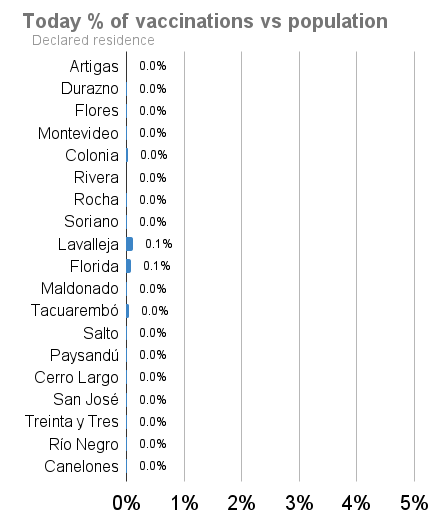 Today % of vaccinations vs population
Declared residence
Artigas 0.0%
Durazno 0.0%
Flores 0.0%
Montevideo 0.0%
Colonia 0.0%
Rivera 0.0%
Rocha 0.0%
Soriano 0.0%
Lavalleja 0.1%
Florida 0.1%
Maldonado 0.0%
Tacuarembó 0.0%
Salto 0.0%
Paysandú 0.0%
Cerro Largo 0.0%
San José 0.0%
Treinta y Tres 0.0%
Río Negro 0.0%
Canelones 0.0%
0% 1% 2% 3% 4% 5%